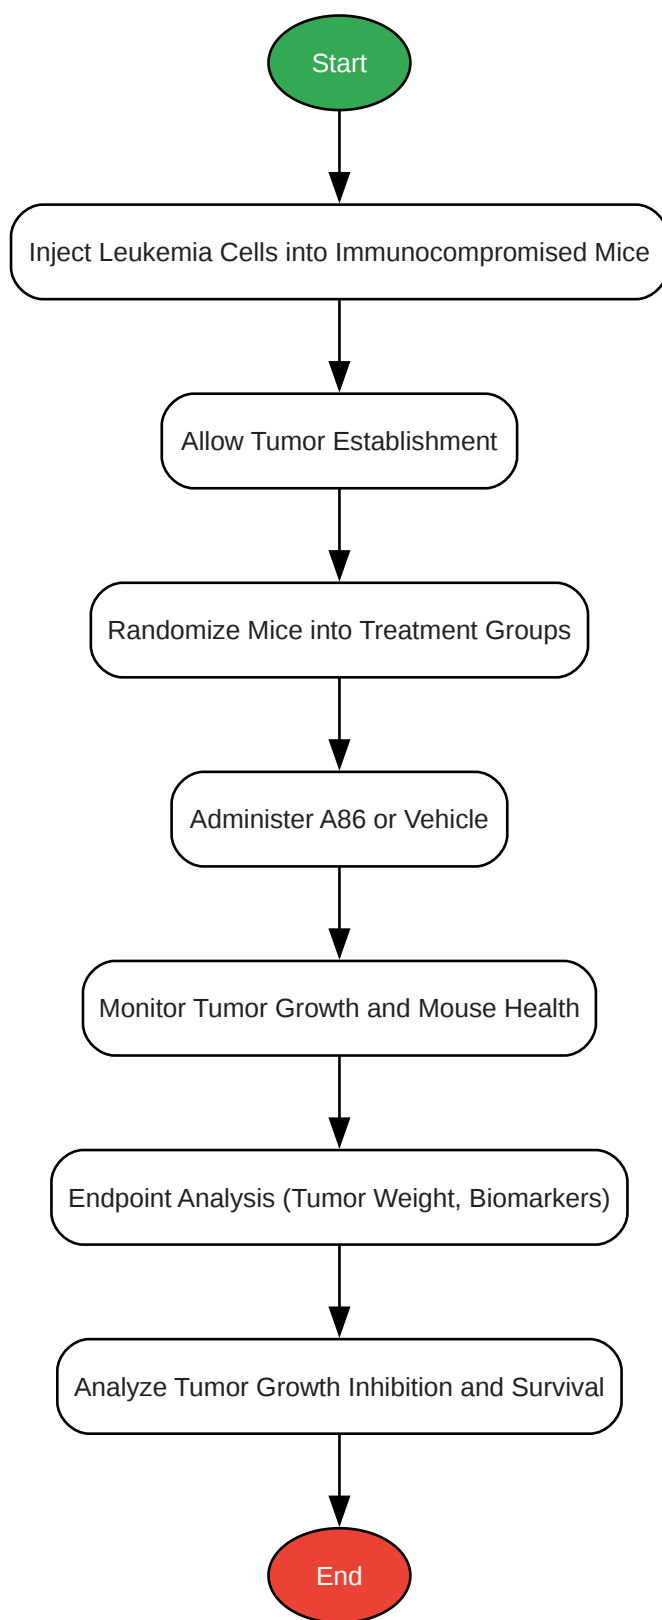 Start
Inject Leukemia Cells into Immunocompromised Mice
Allow Tumor Establishment
Randomize Mice into Treatment Groups
Administer A86 or Vehicle
Monitor Tumor Growth and Mouse Health
Endpoint Analysis (Tumor Weight, Biomarkers)
Analyze Tumor Growth Inhibition and Survival
End